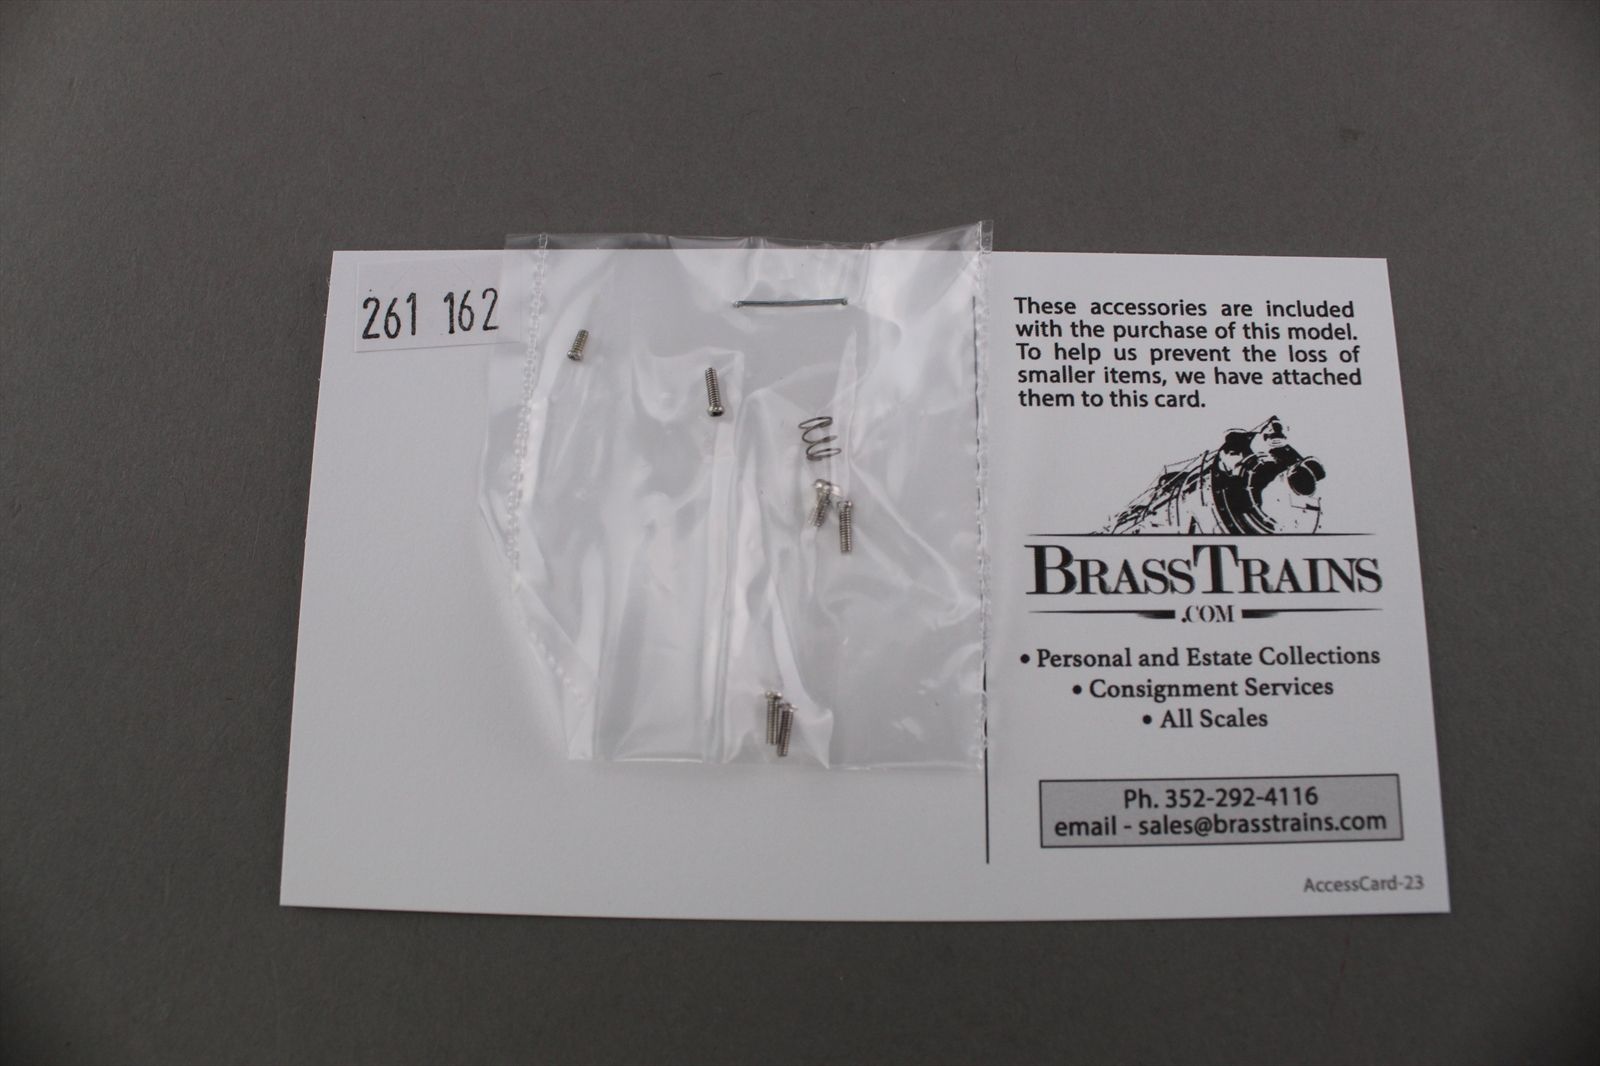 261 162
These accessories are included
with the purchase of this model.
To help us prevent the loss of
smaller items, we have attached
them to this card.
BRASSTRAINS
.COM
• Personal and Estate Collections
• Consignment Services
• All Scales
Ph. 352-292-4116
email - sales@brasstrains.com
AccessCard-23